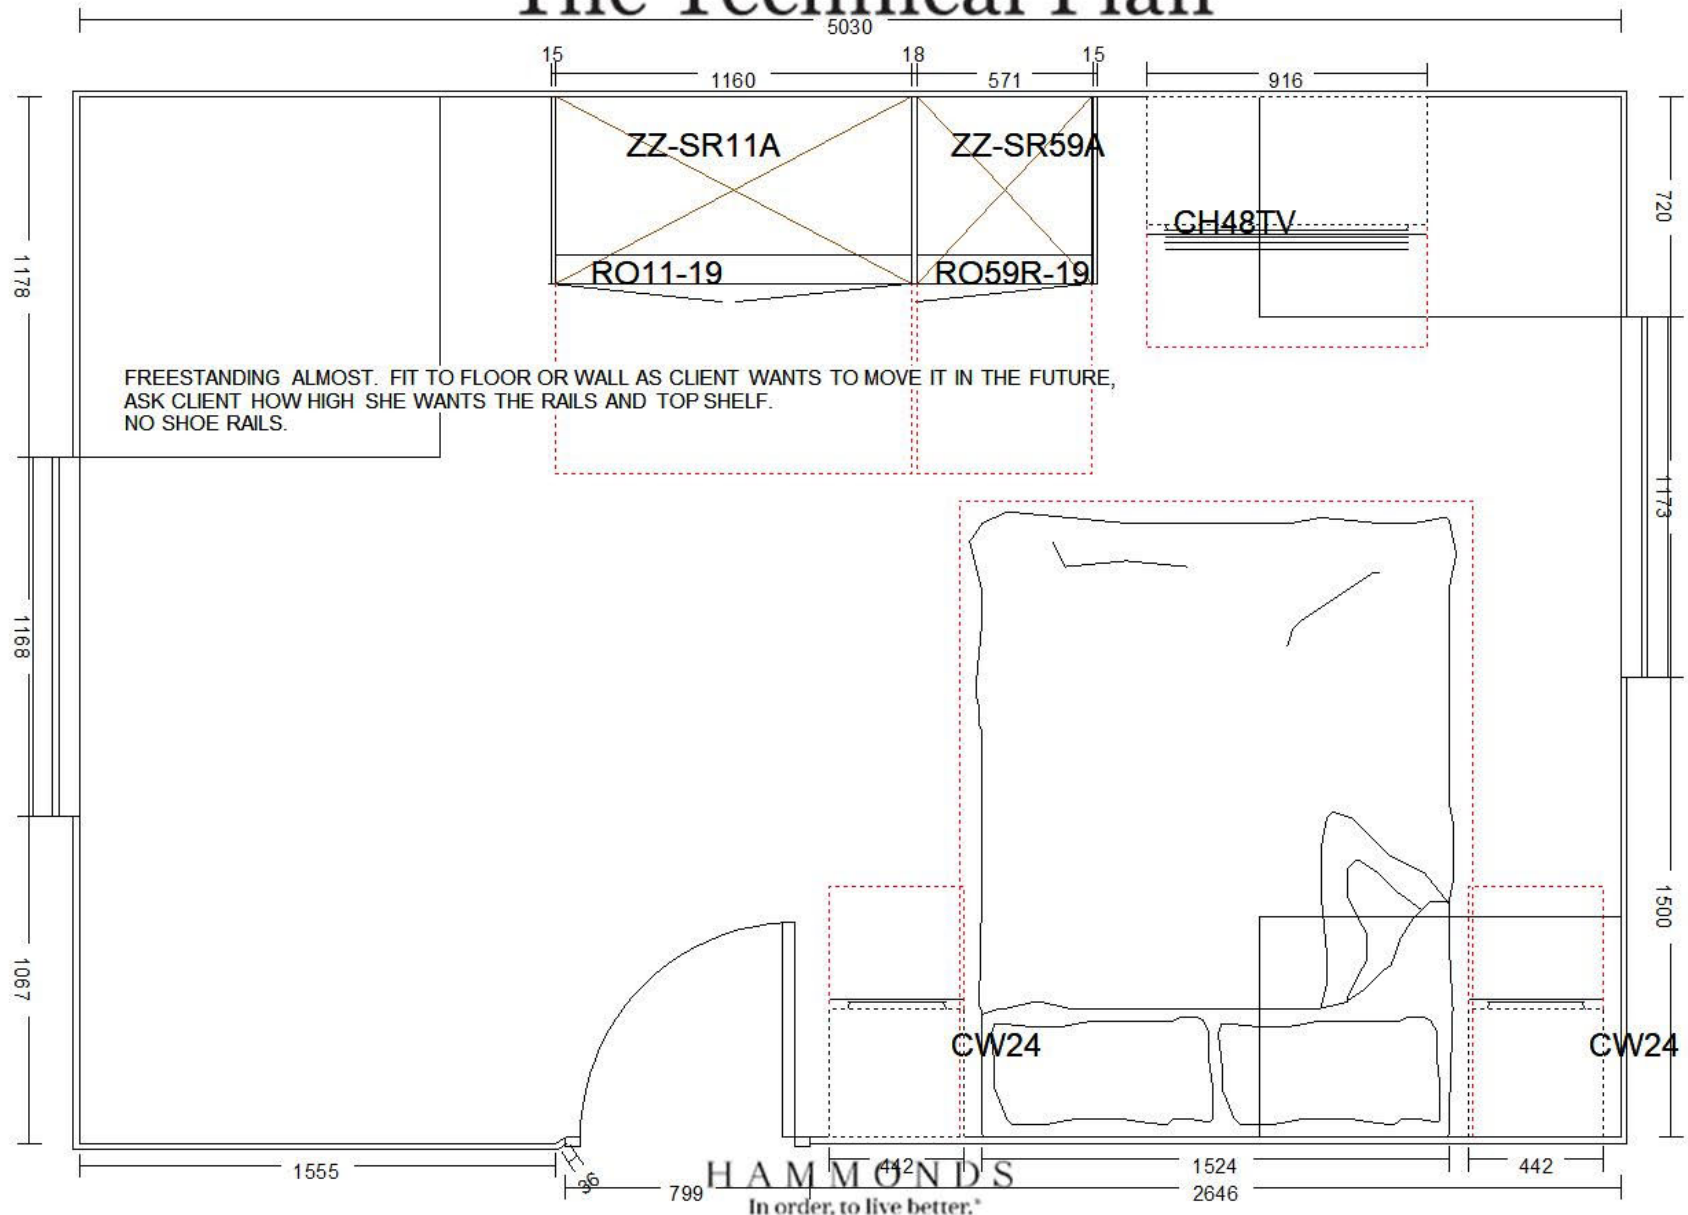 The Technical Plan
5030
15
18
15
1160
571
916
ZZ-SR11A
ZZ-SR59A
720
CH48TV
1178
RO11-19
RO59R-19
FREESTANDING ALMOST. FIT TO FLOOR OR WALL AS CLIENT WANTS TO MOVE IT IN THE FUTURE,
ASK CLIENT HOW HIGH SHE WANTS THE RAILS AND TOP SHELF.
NO SHOE RAILS.
1173
1168
1500
1067
CW24
CW24
1555
36
799
442
1524
442
2646
HAMMONDS
In order, to live better.®